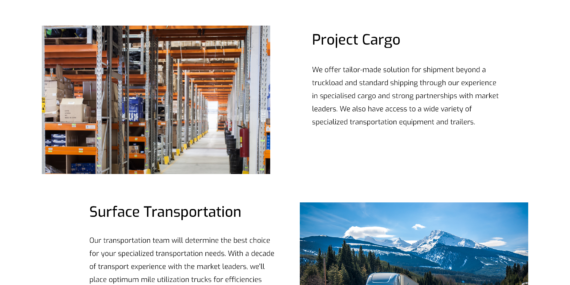 Project Cargo
We offer tailor-made solution for shipment beyond a
truckload and standard shipping through our experience
in specialised cargo and strong partnerships with market
leaders. We also have access to a wide variety of
specialized transportation equipment and trailers.
Surface Transportation
Our transportation team will determine the best choice
for your specialized transportation needs. With a decade
of transport experience with the market leaders, we'll
place optimum mile utilization trucks for efficiencies